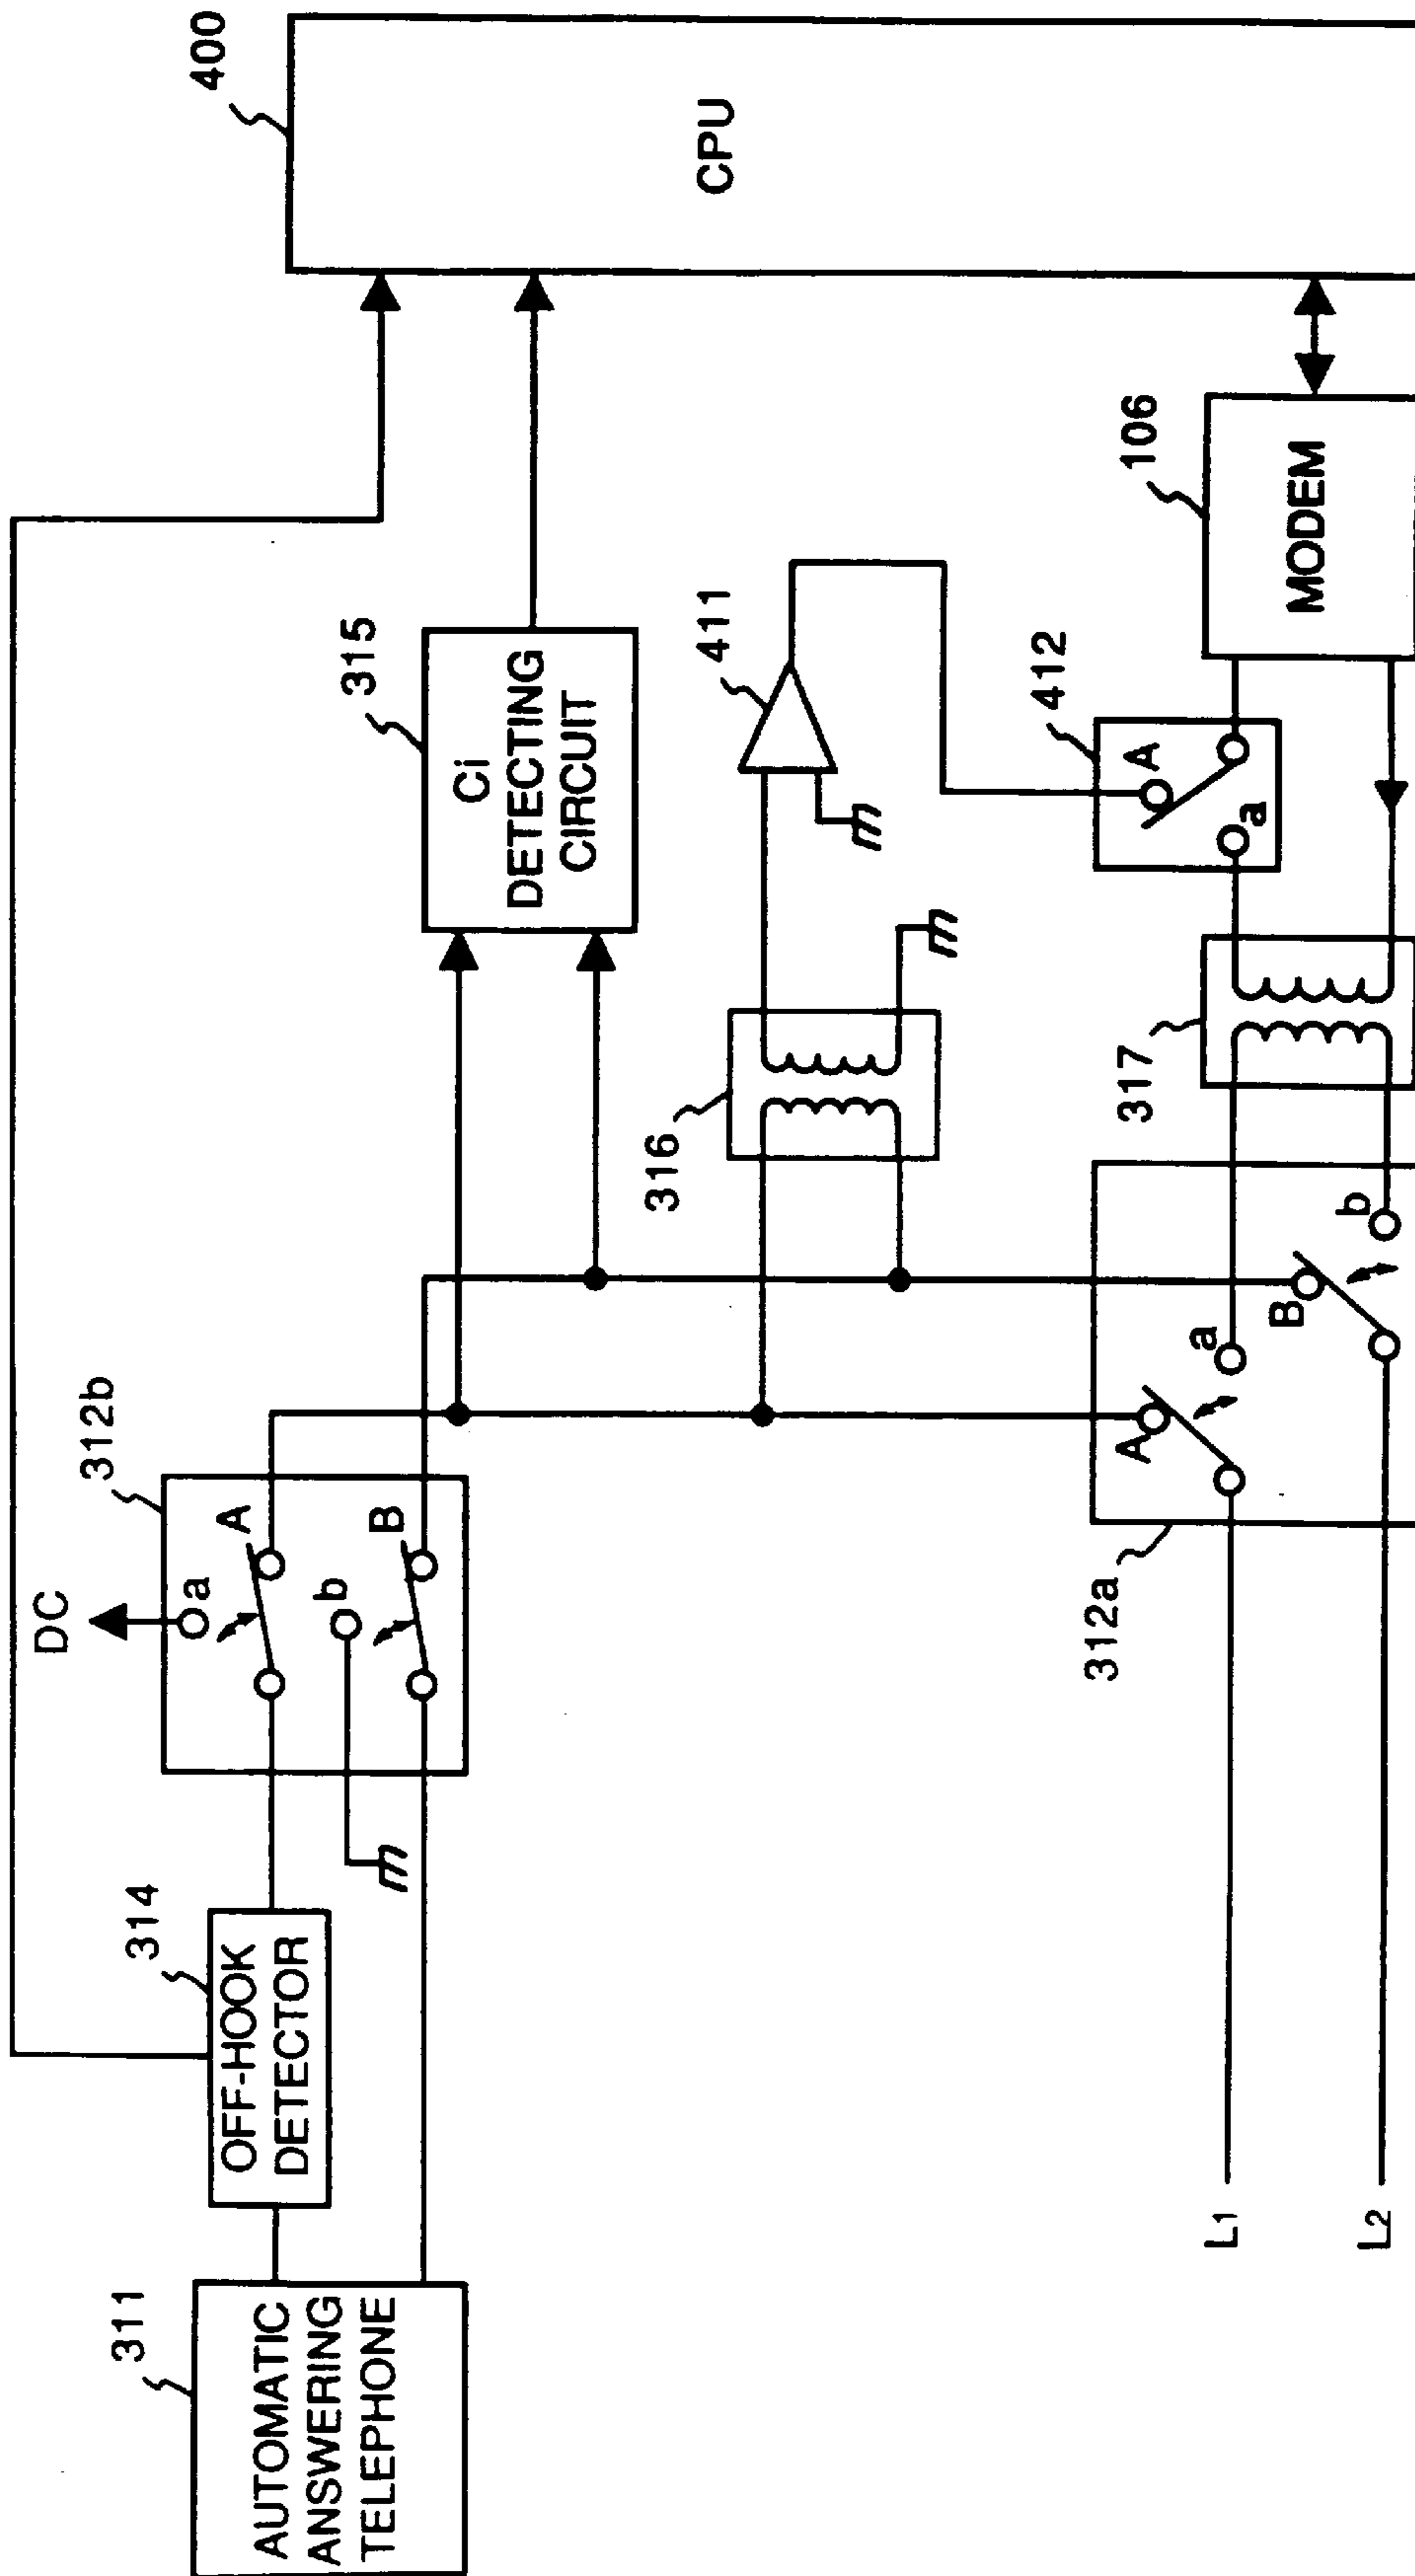 400
CPU
DC
312b
a
A
b
B
314
OFF-HOOK
DETECTOR
311
AUTOMATIC
ANSWERING
TELEPHONE
315
Ci
DETECTING
CIRCUIT
411
316
412
A
a
106
MODEM
317
312a
A
a
B
b
L1
L2